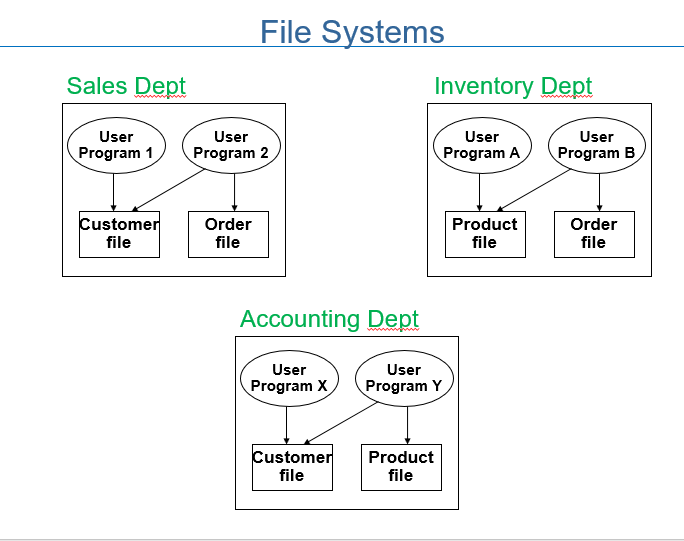 File Systems
Sales Dept
User
Program 1
User
Program 2
Customer
file
Order
file
Inventory Dept
User
Program A
User
Program B
Product
file
Order
file
Accounting Dept
User
Program X
User
Program Y
Customer
file
Product
file